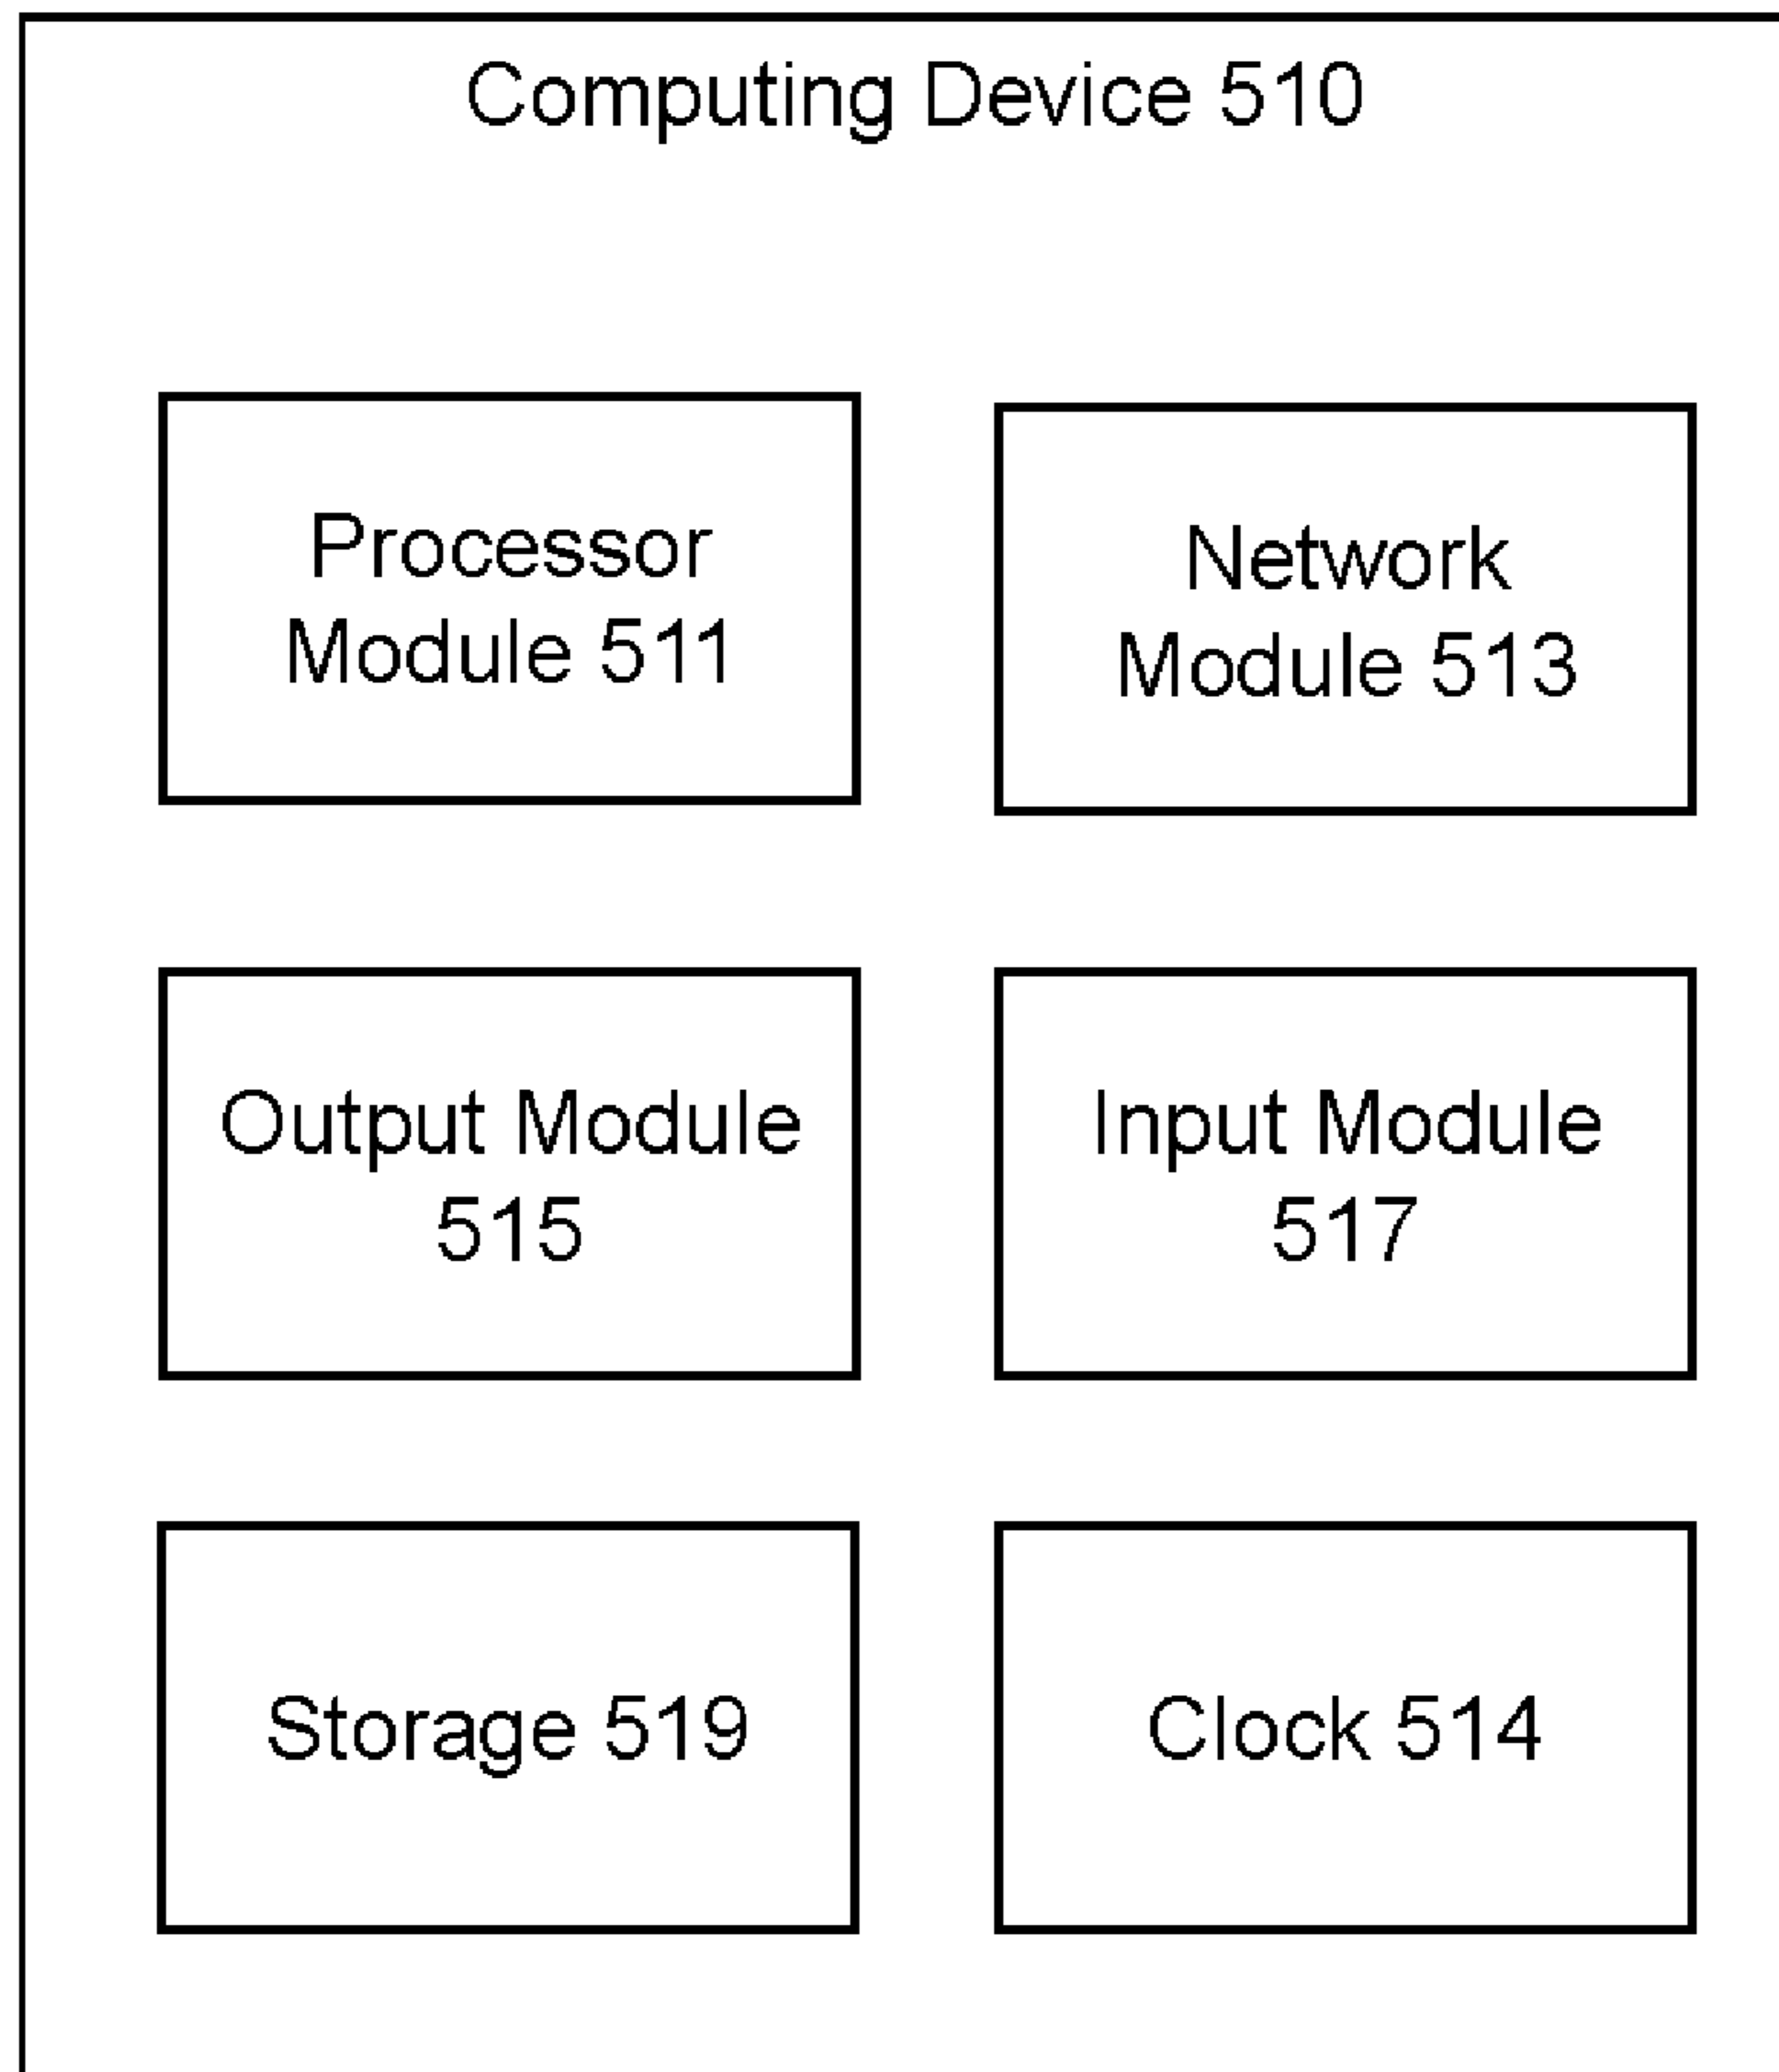 Computing Device 510
Processor
Module 511
Network
Module 513
Output Module
515
Input Module
517
Storage 519
Clock 514